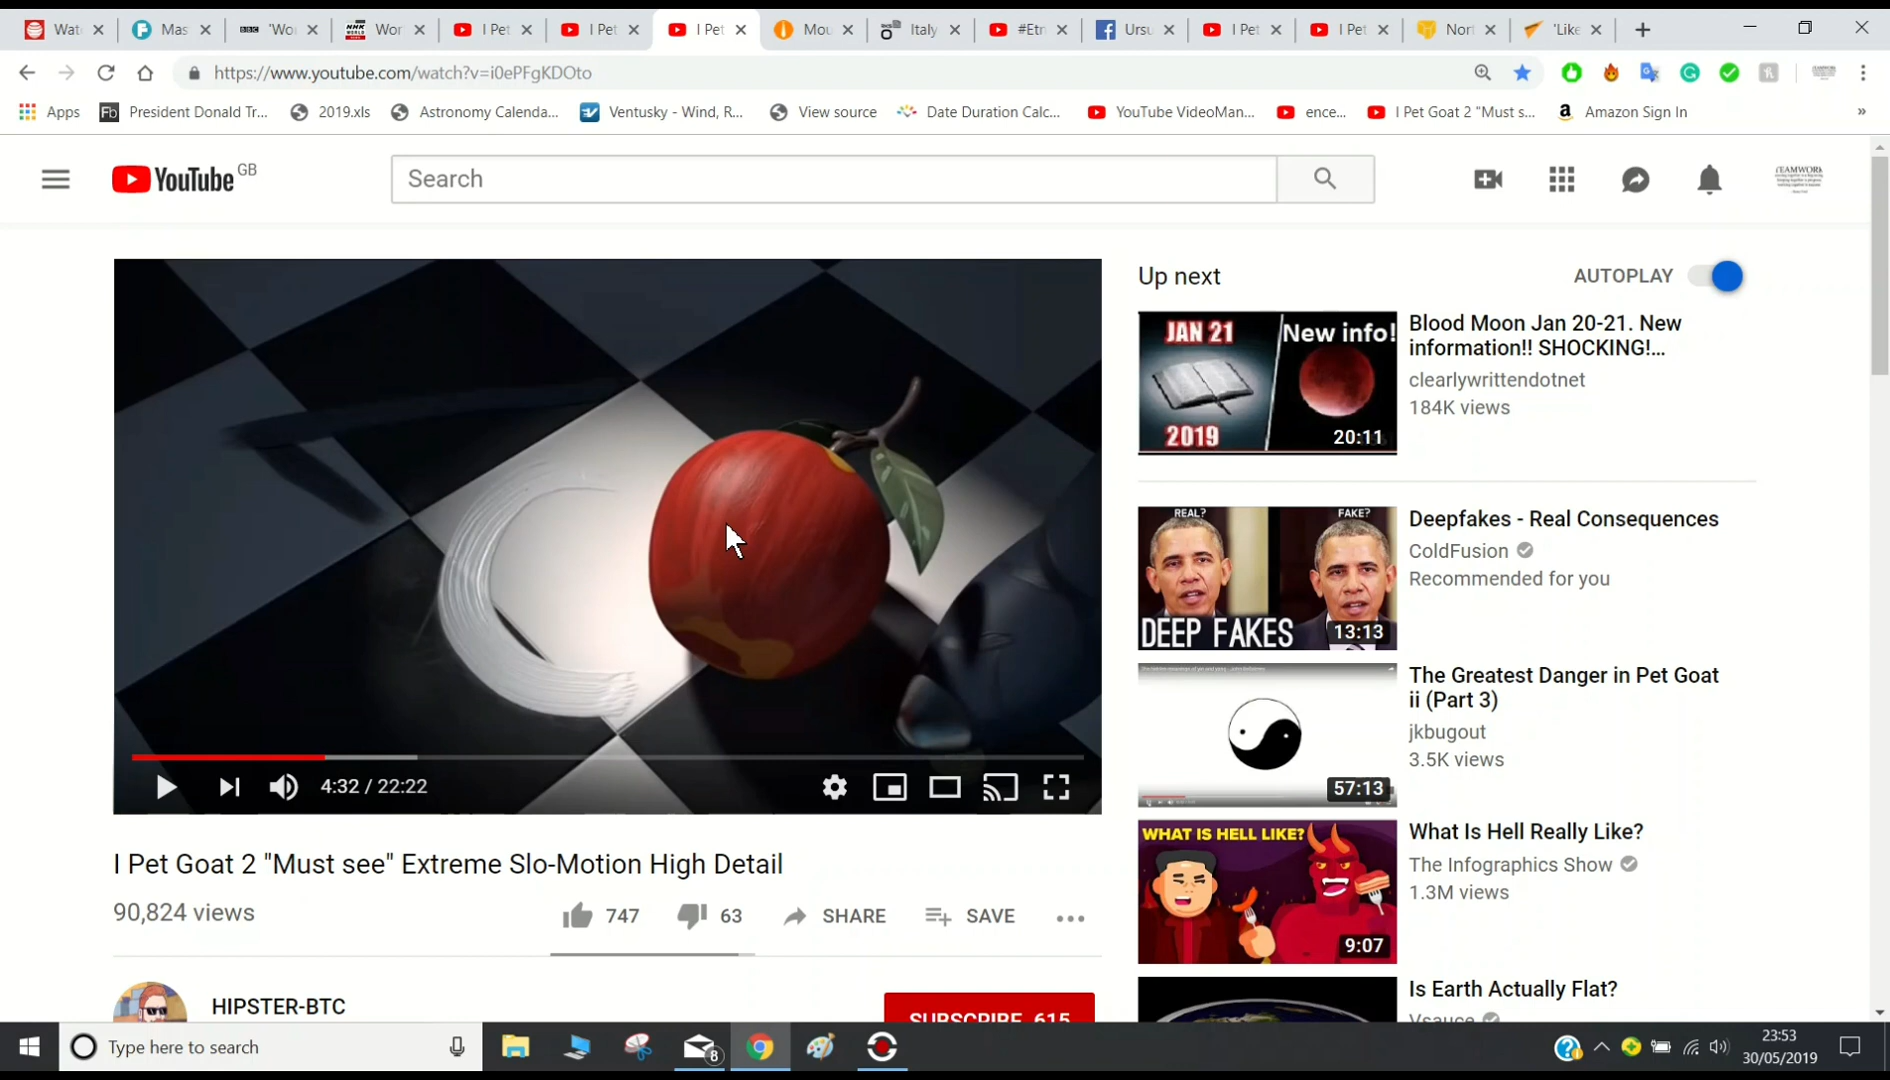 Wat
Mas
'Wo
Wor
I Pet
I Pet
I Pet
Mou
Italy
#Etn
Ursu
I Pet
I Pet
Nort
'Like
https://www.youtube.com/watch?v=i0ePFgKDOto
Apps
President Donald Tr...
2019.xls
Astronomy Calenda...
Ventusky - Wind, R...
View source
Date Duration Calc...
YouTube VideoMan...
ence...
I Pet Goat 2 "Must s...
Amazon Sign In
YouTube GB
Search
TEAMWORK
Up next
AUTOPLAY
JAN 21
2019
New info!
20:11
Blood Moon Jan 20-21. New
information!! SHOCKING!...
clearlywrittendotnet
184K views
REAL?
FAKE?
DEEP FAKES
13:13
Deepfakes - Real Consequences
ColdFusion
Recommended for you
57:13
The Greatest Danger in Pet Goat
ii (Part 3)
jkbugout
3.5K views
WHAT IS HELL LIKE?
9:07
What Is Hell Really Like?
The Infographics Show
1.3M views
Is Earth Actually Flat?
Vsauce
4:32 / 22:22
I Pet Goat 2 "Must see" Extreme Slo-Motion High Detail
90,824 views
747
63
SHARE
SAVE
HIPSTER-BTC
SUBSCRIBE 615
Type here to search
8
23:53
30/05/2019